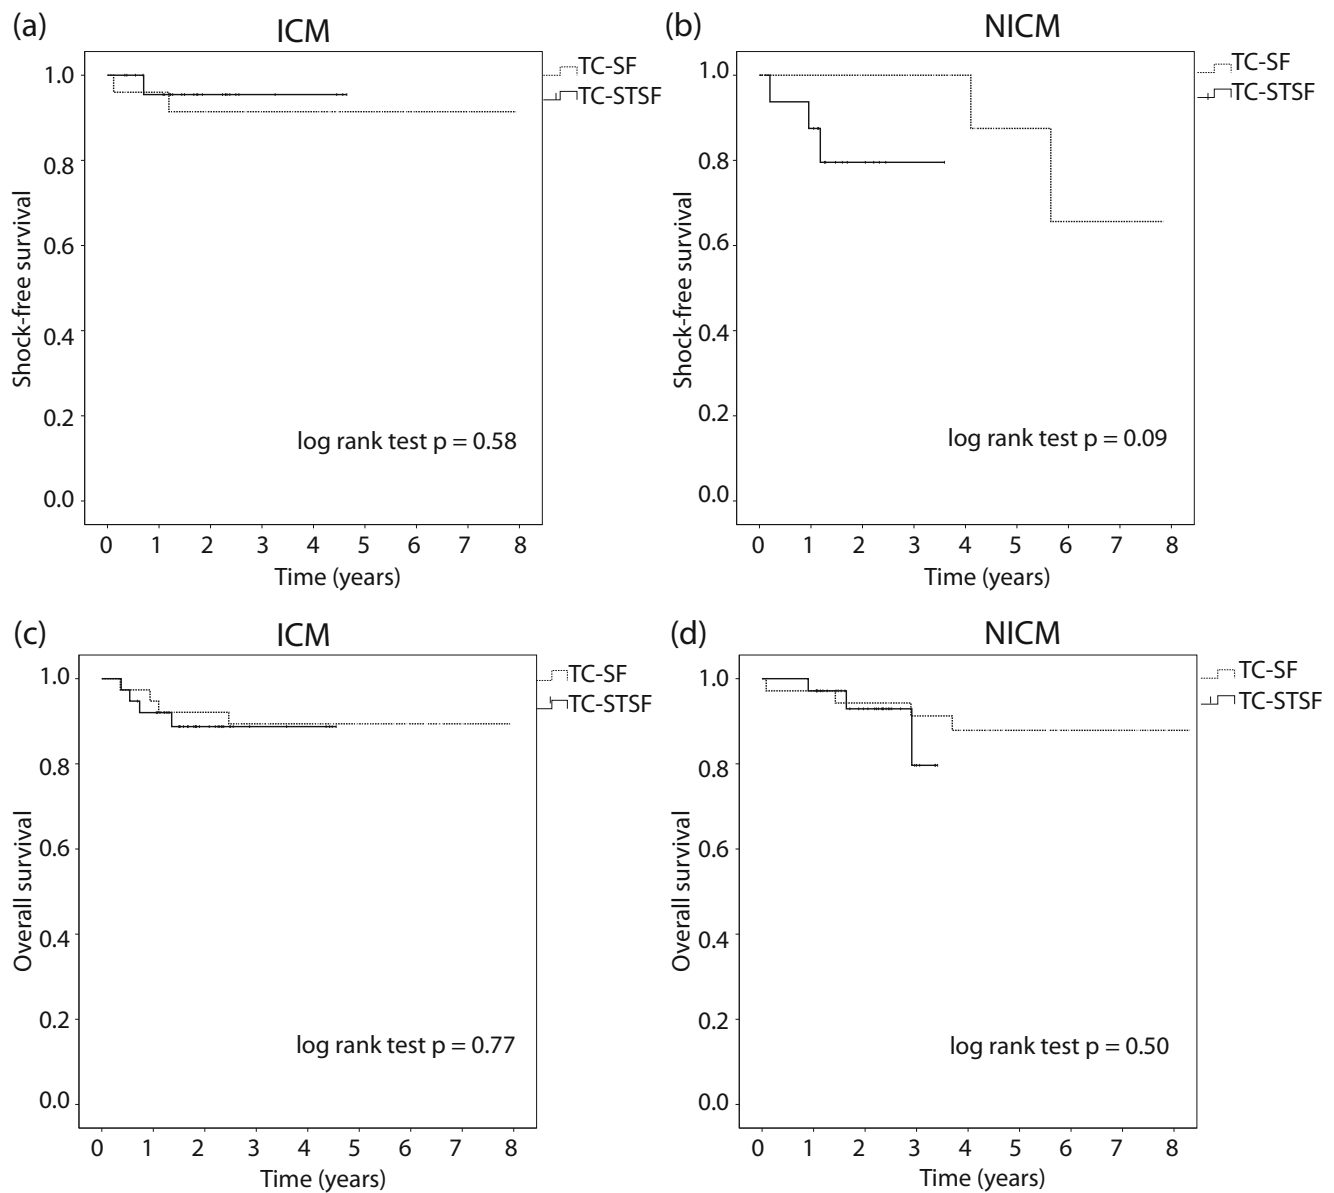 (a)
ICM
TC-SF
TC-STSF
1.0
0.8
0.6
0.4
0.2
0.0
Shock-free survival
log rank test p = 0.58
0 1 2 3 4 5 6 7 8
Time (years)
(b)
NICM
TC-SF
TC-STSF
1.0
0.8
0.6
0.4
0.2
0.0
Shock-free survival
log rank test p = 0.09
0 1 2 3 4 5 6 7 8
Time (years)
(c)
ICM
TC-SF
TC-STSF
1.0
0.8
0.6
0.4
0.2
0.0
Overall survival
log rank test p = 0.77
0 1 2 3 4 5 6 7 8
Time (years)
(d)
NICM
TC-SF
TC-STSF
1.0
0.8
0.6
0.4
0.2
0.0
Overall survival
log rank test p = 0.50
0 1 2 3 4 5 6 7 8
Time (years)